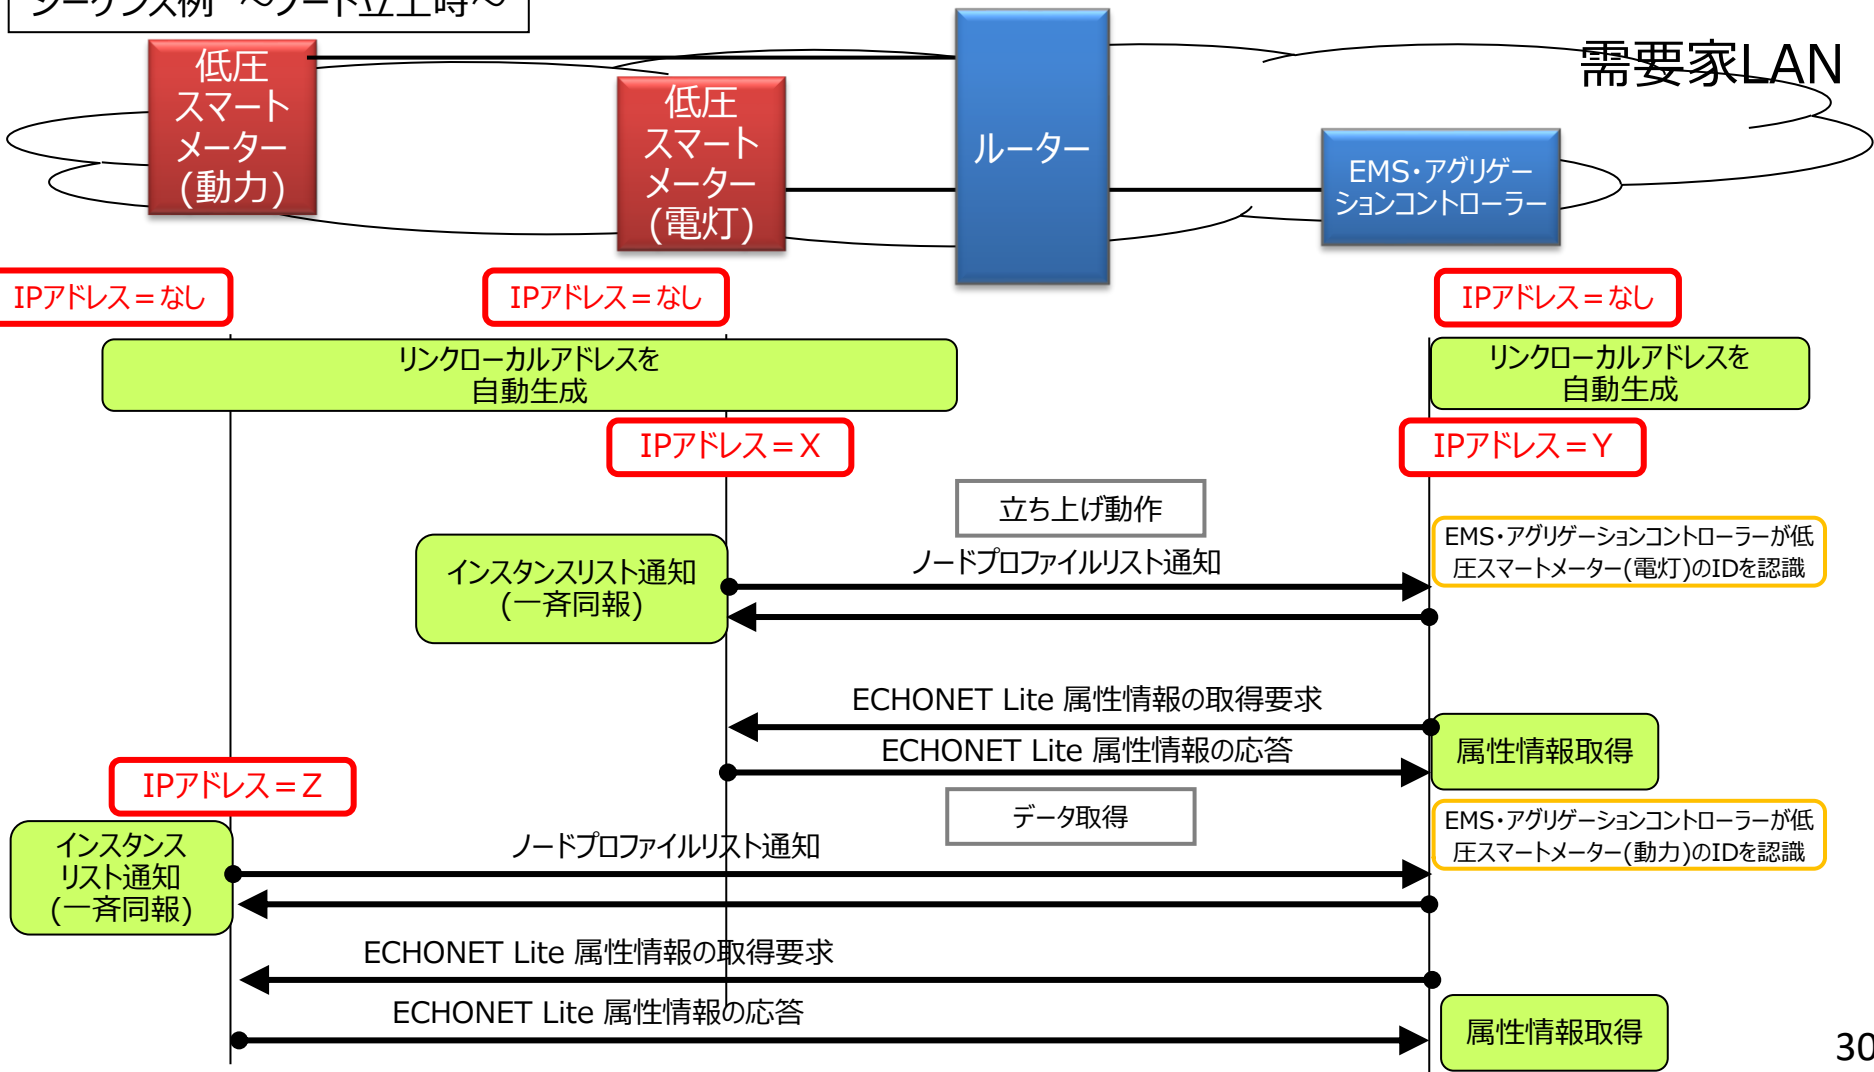 シーケンス例 ～ノード立上時～
需要家LAN
低圧
スマート
メーター
(動力)
低圧
スマート
メーター
(電灯)
ルーター
EMS・アグリゲー
ションコントローラー
IPアドレス＝なし
IPアドレス＝なし
IPアドレス＝なし
リンクローカルアドレスを
自動生成
リンクローカルアドレスを
自動生成
IPアドレス＝X
IPアドレス＝Y
立ち上げ動作
EMS・アグリゲーションコントローラーが低
圧スマートメーター(電灯)のIDを認識
インスタンスリスト通知
(一斉同報)
ノードプロファイルリスト通知
ECHONET Lite 属性情報の取得要求
ECHONET Lite 属性情報の応答
属性情報取得
IPアドレス＝Z
データ取得
EMS・アグリゲーションコントローラーが低
圧スマートメーター(動力)のIDを認識
インスタンス
リスト通知
(一斉同報)
ノードプロファイルリスト通知
ECHONET Lite 属性情報の取得要求
ECHONET Lite 属性情報の応答
属性情報取得
30